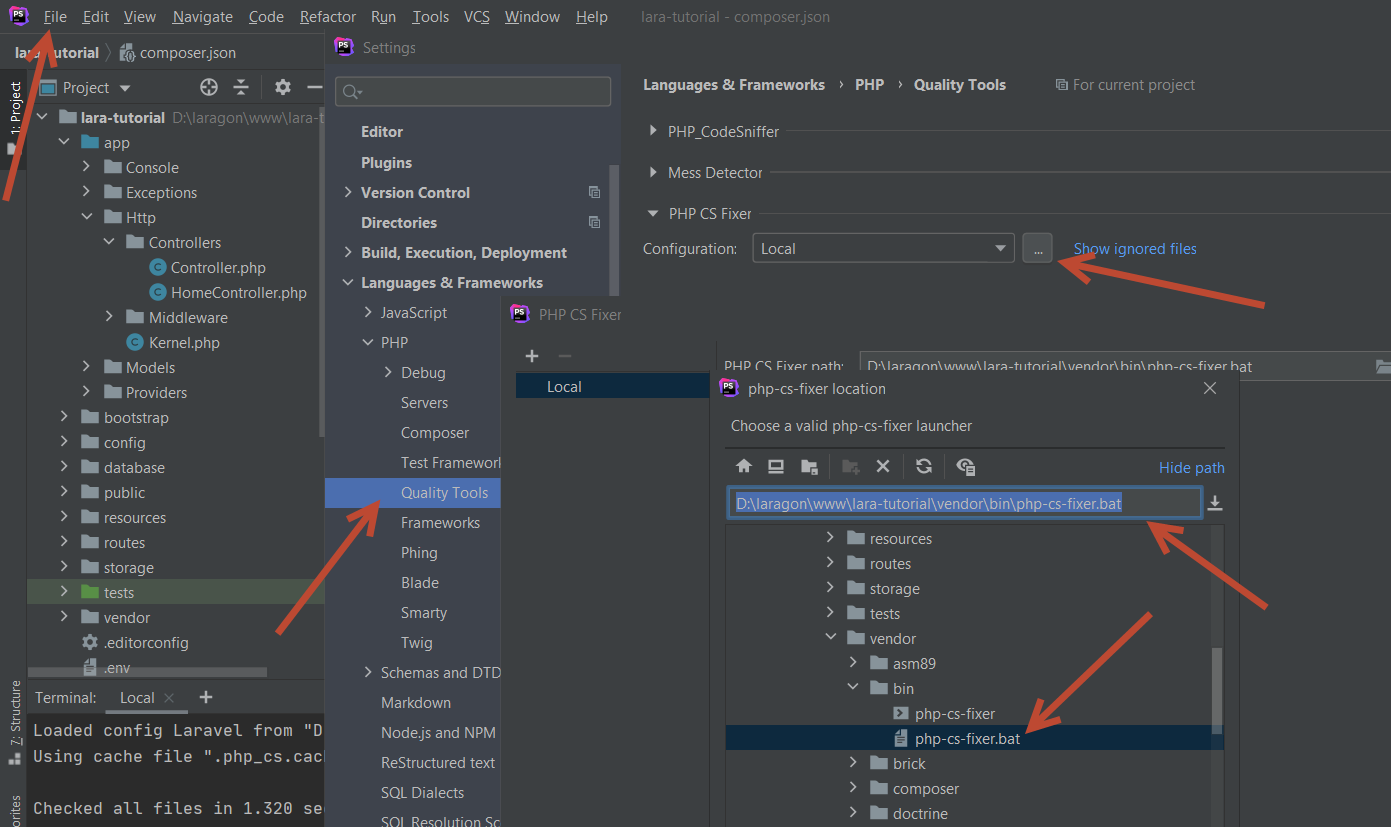 File Edit View Navigate Code Refactor Run Tools VCS Window Help lara-tutorial - composer.json
composer.json
1: Project
Project
lara-tutorial D:\laragon\www\lara-t
app
Console
Exceptions
Http
Controllers
Controller.php
HomeController.php
Middleware
Kernel.php
Models
Providers
bootstrap
config
database
public
resources
routes
storage
tests
vendor
.editorconfig
.env
7: Structure
Terminal: Local
Loaded config Laravel from "D
Using cache file ".php_cs.cach
Checked all files in 1.320 se
Settings
Editor
Plugins
Version Control
Directories
Build, Execution, Deployment
Languages & Frameworks
JavaScript
PHP
Debug
Servers
Composer
Test Framework
Quality Tools
Frameworks
Phing
Blade
Smarty
Twig
Schemas and DTD
Markdown
Node.js and NPM
ReStructured text
SQL Dialects
SQL Resolution Sc
Languages & Frameworks › PHP › Quality Tools For current project
PHP_CodeSniffer
Mess Detector
PHP CS Fixer
Configuration: Local ... Show ignored files
PHP CS Fixer
Local
PHP CS Fixer path: D:\laragon\www\lara-tutorial\vendor\bin\php-cs-fixer.bat
php-cs-fixer location
Choose a valid php-cs-fixer launcher
Hide path
D:\laragon\www\lara-tutorial\vendor\bin\php-cs-fixer.bat
resources
routes
storage
tests
vendor
asm89
bin
php-cs-fixer
php-cs-fixer.bat
brick
composer
doctrine